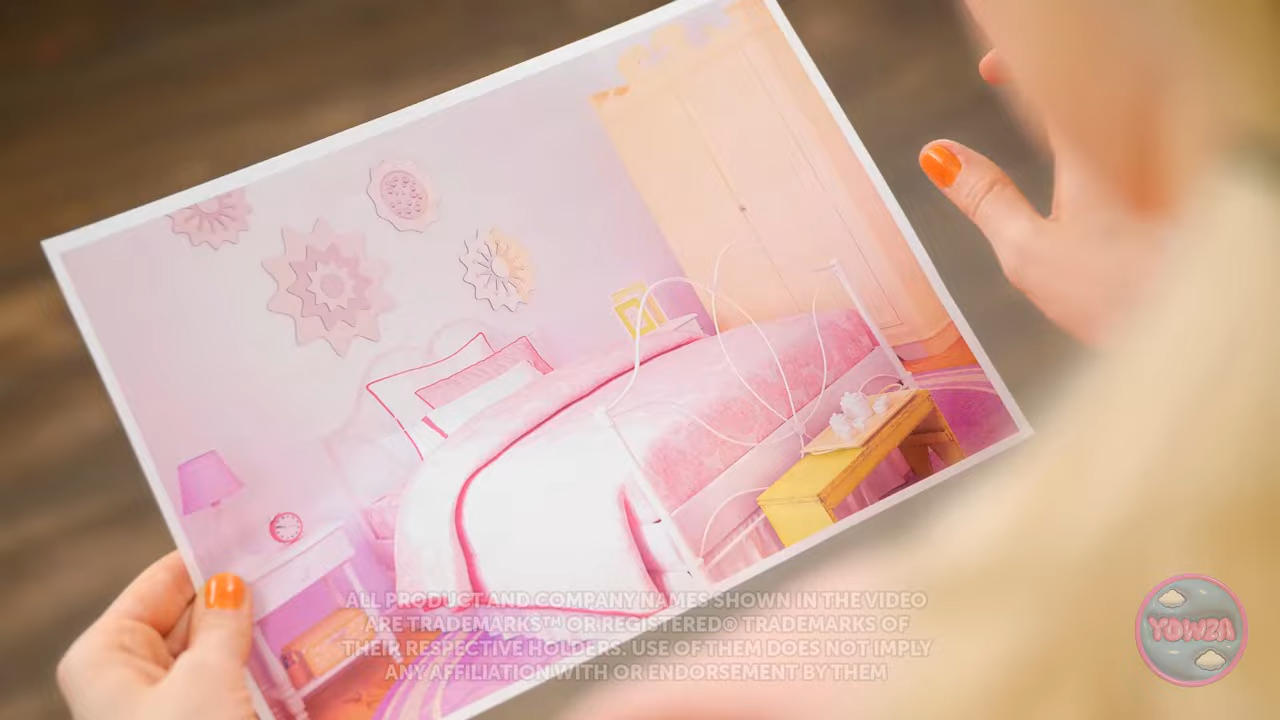 ALL PRODUCT AND COMPANY NAMES SHOWN IN THE VIDEO
ARE TRADEMARKS™ OR REGISTERED® TRADEMARKS OF
THEIR RESPECTIVE HOLDERS. USE OF THEM DOES NOT IMPLY
ANY AFFILIATION WITH OR ENDORSEMENT BY THEM
YOWZA